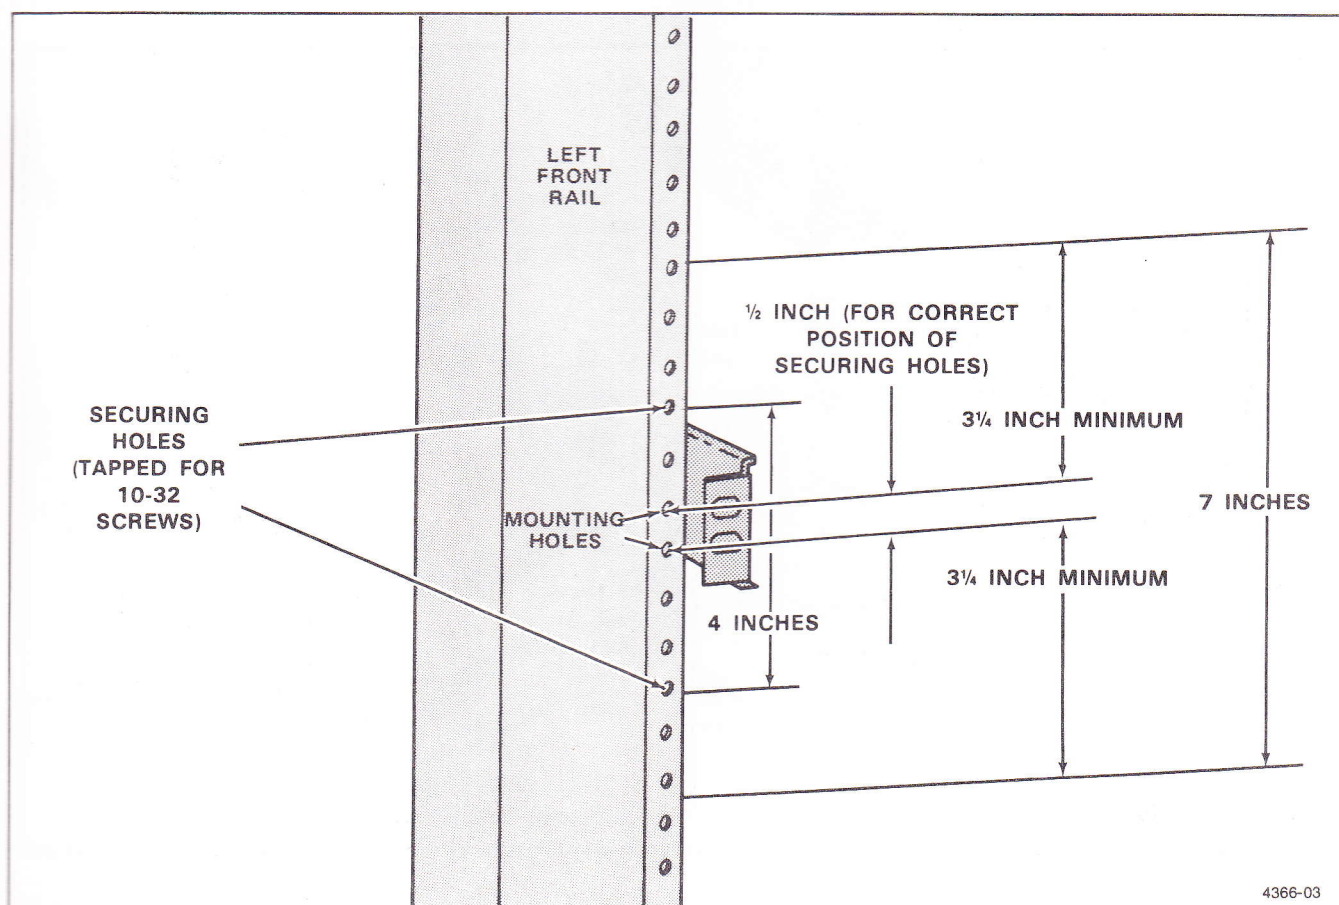 LEFT
FRONT
RAIL
½ INCH (FOR CORRECT
POSITION OF
SECURING HOLES)
SECURING
HOLES
(TAPPED FOR
10-32
SCREWS)
3¼ INCH MINIMUM
7 INCHES
MOUNTING
HOLES
3¼ INCH MINIMUM
4 INCHES
4366-03